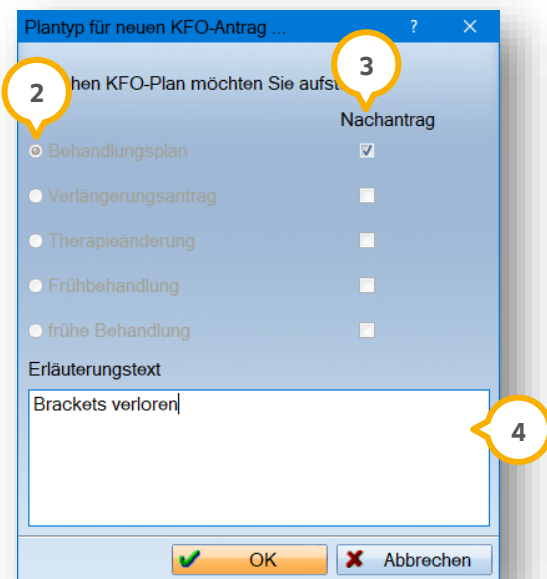 Plantyp für neuen KFO-Antrag ... ?
3
2
hen KFO-Plan möchten Sie aufst
Nachantrag
Behandlungsplan
Verlängerungsantrag
Therapieänderung
Frühbehandlung
frühe Behandlung
Erläuterungstext
Brackets verloren
4
OK Abbrechen